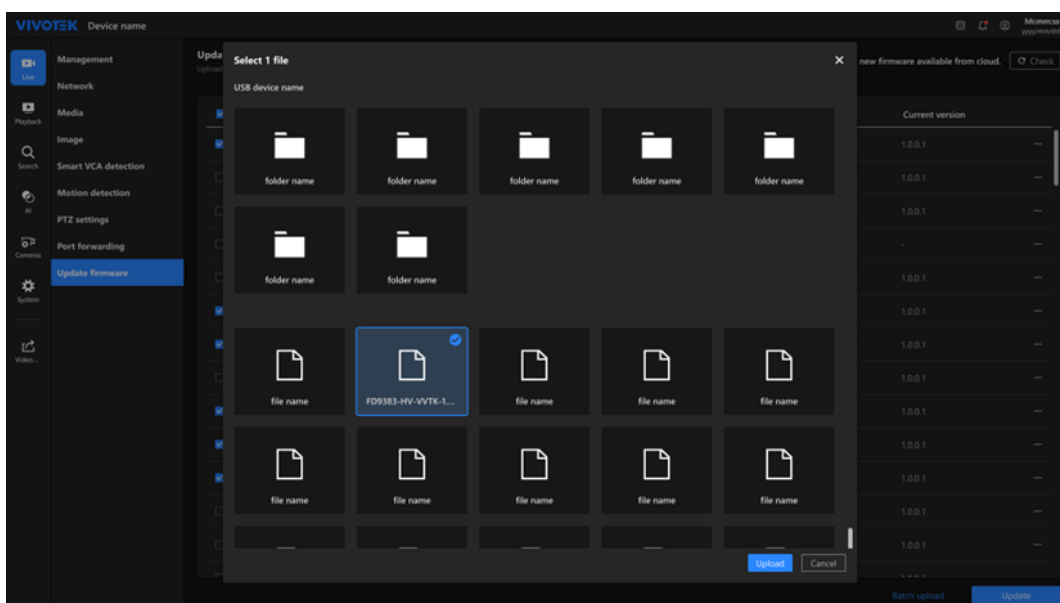 VIVOTEK Device name
hh:mm:ss
yyyy/mm/dd
Live
Playback
Search
AI
Cameras
System
Video...
Management
Network
Media
Image
Smart VCA detection
Motion detection
PTZ settings
Port forwarding
Update firmware
Upda
Upload
new firmware available from cloud.
Check
Select 1 file
USB device name
folder name
folder name
folder name
folder name
folder name
folder name
folder name
file name
FD9383-HV-VVTK-1....
file name
file name
file name
file name
file name
file name
file name
file name
Upload
Cancel
Current version
1.0.0.1
1.0.0.1
1.0.0.1
-
1.0.0.1
1.0.0.1
1.0.0.1
1.0.0.1
1.0.0.1
1.0.0.1
1.0.0.1
1.0.0.1
1.0.0.1
Batch upload
Update